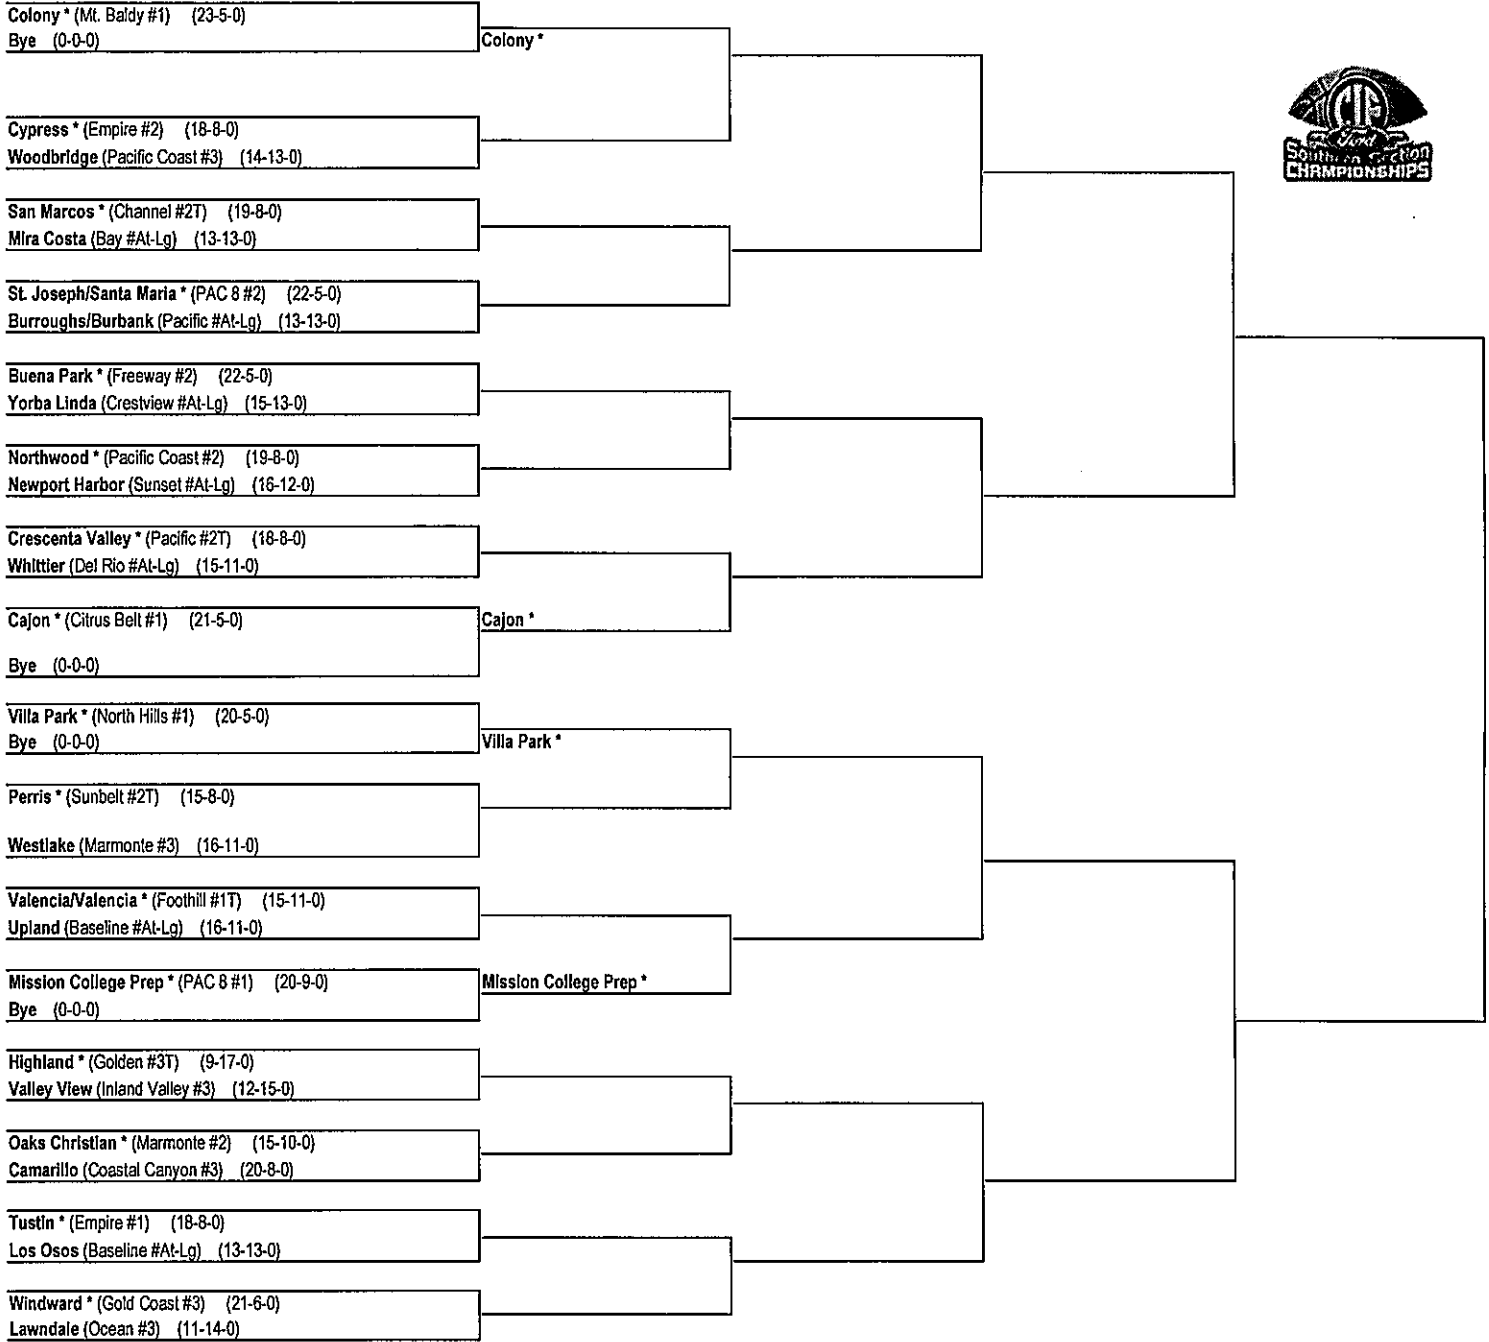 Colony * (Mt. Baldy #1) (23-5-0)
Bye (0-0-0)
Colony *
Cypress * (Empire #2) (18-8-0)
Woodbridge (Pacific Coast #3) (14-13-0)
San Marcos * (Channel #2T) (19-8-0)
Mira Costa (Bay #At-Lg) (13-13-0)
St. Joseph/Santa Maria * (PAC 8 #2) (22-5-0)
Burroughs/Burbank (Pacific #At-Lg) (13-13-0)
Buena Park * (Freeway #2) (22-5-0)
Yorba Linda (Crestview #At-Lg) (15-13-0)
Northwood * (Pacific Coast #2) (19-8-0)
Newport Harbor (Sunset #At-Lg) (16-12-0)
Crescenta Valley * (Pacific #2T) (18-8-0)
Whittier (Del Rio #At-Lg) (15-11-0)
Cajon * (Citrus Belt #1) (21-5-0)
Cajon *
Bye (0-0-0)
Villa Park * (North Hills #1) (20-5-0)
Bye (0-0-0)
Villa Park *
Perris * (Sunbelt #2T) (15-8-0)
Westlake (Marmonte #3) (16-11-0)
Valencia/Valencia * (Foothill #1T) (15-11-0)
Upland (Baseline #At-Lg) (16-11-0)
Mission College Prep * (PAC 8 #1) (20-9-0)
Mission College Prep *
Bye (0-0-0)
Highland * (Golden #3T) (9-17-0)
Valley View (Inland Valley #3) (12-15-0)
Oaks Christian * (Marmonte #2) (15-10-0)
Camarillo (Coastal Canyon #3) (20-8-0)
Tustin * (Empire #1) (18-8-0)
Los Osos (Baseline #At-Lg) (13-13-0)
Windward * (Gold Coast #3) (21-6-0)
Lawndale (Ocean #3) (11-14-0)
CIF
Ford
Southern Section
CHAMPIONSHIPS